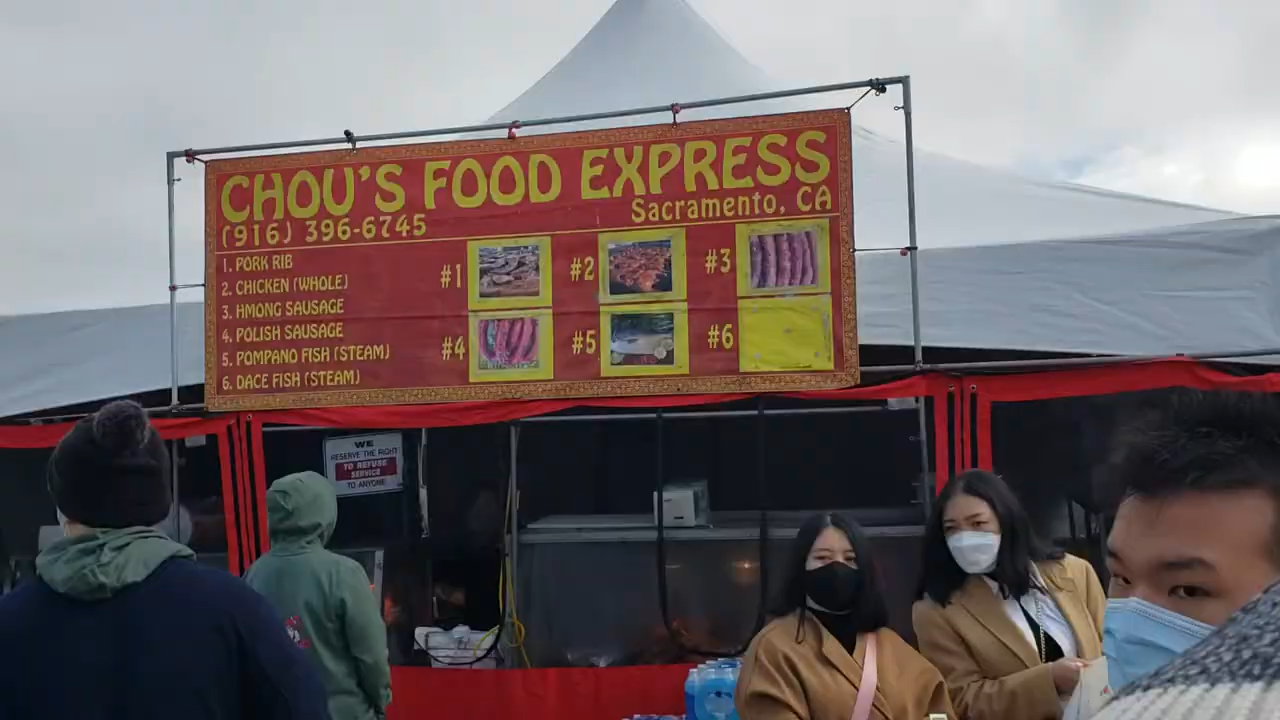 CHOU'S FOOD EXPRESS
(916) 396-6745
Sacramento, CA
1. PORK RIB
2. CHICKEN (WHOLE)
3. HMONG SAUSAGE
4. POLISH SAUSAGE
5. POMPANO FISH (STEAM)
6. DACE FISH (STEAM)
#1
#2
#3
#4
#5
#6
WE
RESERVE THE RIGHT
TO REFUSE
SERVICE
TO ANYONE